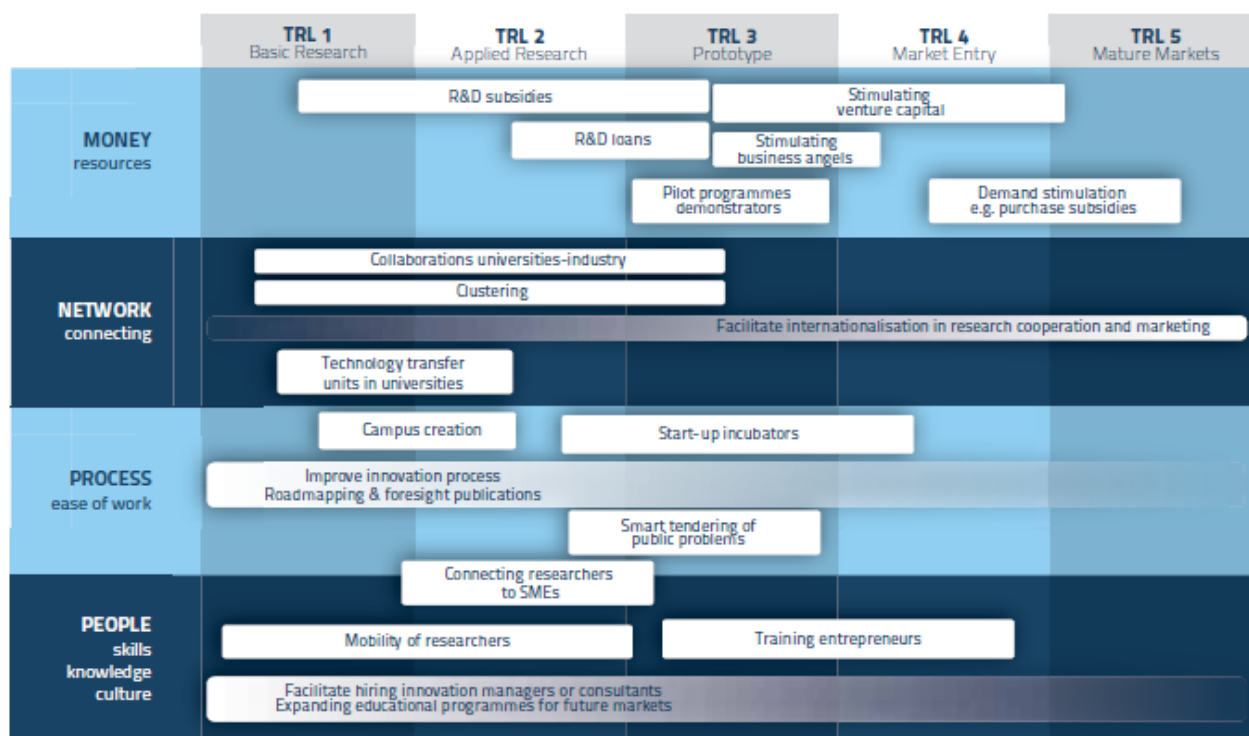 TRL 1
Basic Research
TRL 2
Applied Research
TRL 3
Prototype
TRL 4
Market Entry
TRL 5
Mature Markets
MONEY
resources
R&D subsidies
Stimulating
venture capital
R&D loans
Stimulating
business angels
Pilot programmes
demonstrators
Demand stimulation
e.g. purchase subsidies
NETWORK
connecting
Collaborations universities-industry
Clustering
Facilitate internationalisation in research cooperation and marketing
Technology transfer
units in universities
PROCESS
ease of work
Campus creation
Start-up incubators
Improve innovation process
Roadmapping & foresight publications
Smart tendering of
public problems
PEOPLE
skills
knowledge
culture
Connecting researchers
to SMEs
Mobility of researchers
Training entrepreneurs
Facilitate hiring innovation managers or consultants
Expanding educational programmes for future markets